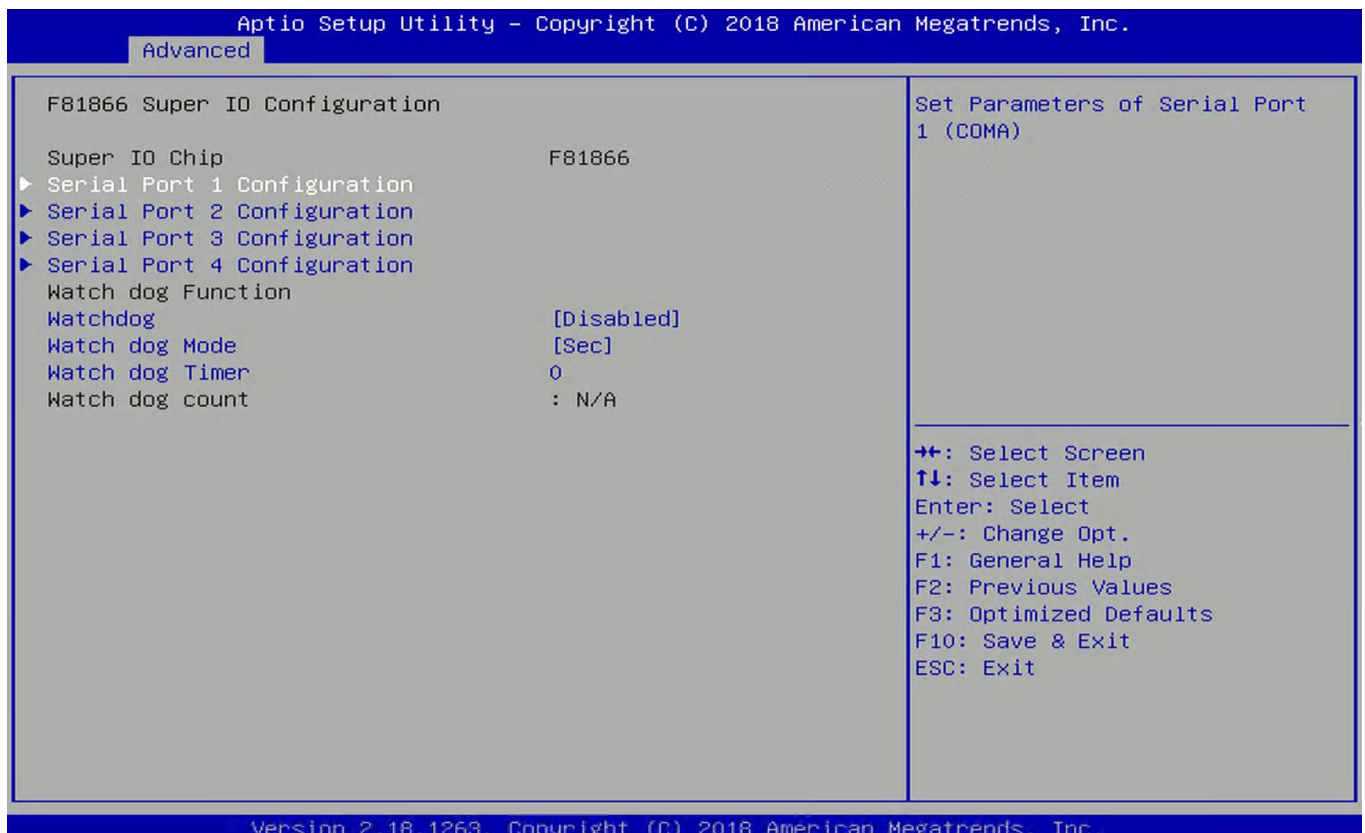 Aptio Setup Utility – Copyright (C) 2018 American Megatrends, Inc.
Advanced
F81866 Super IO Configuration
Super IO Chip F81866
▶ Serial Port 1 Configuration
▶ Serial Port 2 Configuration
▶ Serial Port 3 Configuration
▶ Serial Port 4 Configuration
Watch dog Function
Watchdog [Disabled]
Watch dog Mode [Sec]
Watch dog Timer 0
Watch dog count : N/A
Set Parameters of Serial Port
1 (COMA)
→←: Select Screen
↑↓: Select Item
Enter: Select
+/-: Change Opt.
F1: General Help
F2: Previous Values
F3: Optimized Defaults
F10: Save & Exit
ESC: Exit
Version 2.18.1263. Copyright (C) 2018 American Megatrends, Inc.